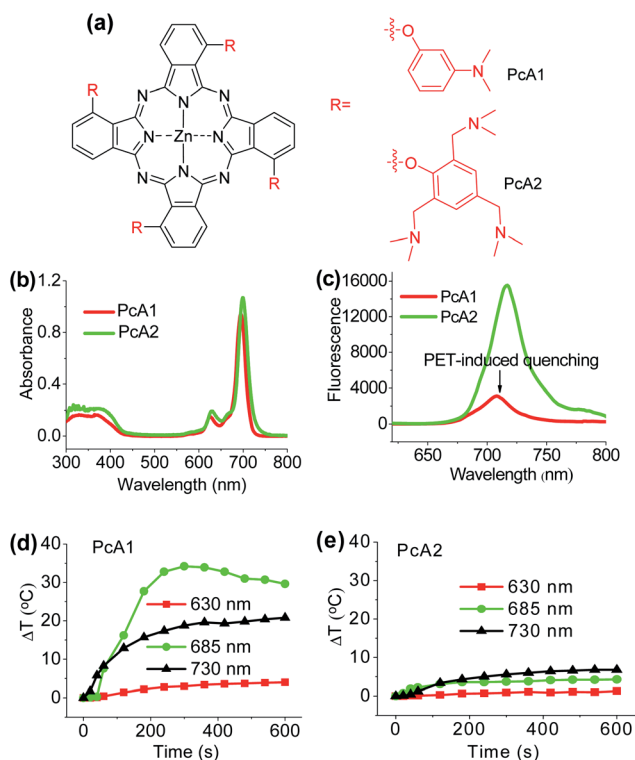 (a)
R
R
R
R
N
N
N
N
N
N
N
N
Zn
R=
O
N
PcA1
O
N
N
N
PcA2
(b)
PcA1
PcA2
Absorbance
1.2
0.8
0.4
0.0
300 400 500 600 700 800
Wavelength (nm)
(c)
PcA1
PcA2
PET-induced quenching
Fluorescence
16000
12000
8000
4000
0
650 700 750 800
Wavelength (nm)
(d)
PcA1
630 nm
685 nm
730 nm
ΔT (ºC)
40
30
20
10
0
0 200 400 600
Time (s)
(e)
PcA2
630 nm
685 nm
730 nm
ΔT (ºC)
40
30
20
10
0
0 200 400 600
Time (s)